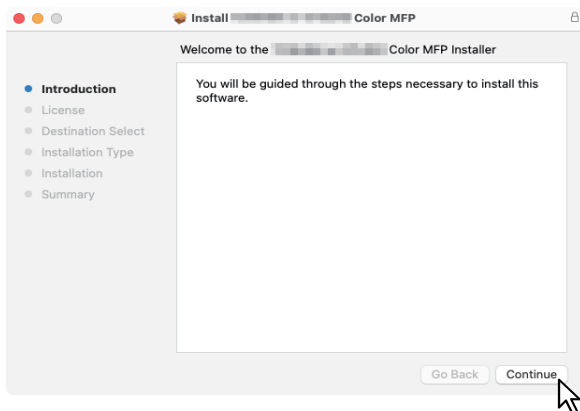 Install Color MFP
Welcome to the Color MFP Installer
Introduction
License
Destination Select
Installation Type
Installation
Summary
You will be guided through the steps necessary to install this
software.
Go Back
Continue